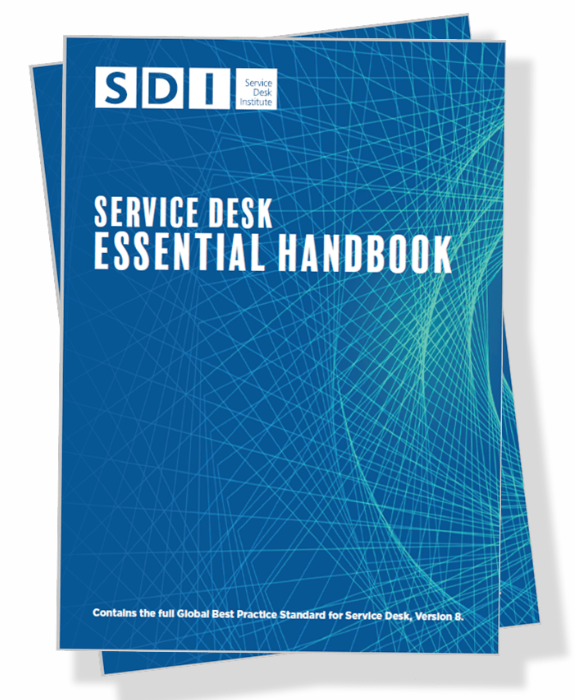 SDI
Service
Desk
Institute
SERVICE DESK
ESSENTIAL HANDBOOK
Contains the full Global Best Practice Standard for Service Desk, Version 8.